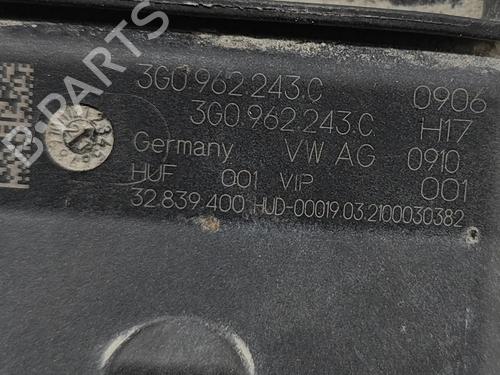 3G0.962.243.C 0906
3G0.962.243.C H17
Germany VW AG 0910
HUF 001 VIP 001
32.839.400 HUD-00019.03.2100030382
B-PARTS